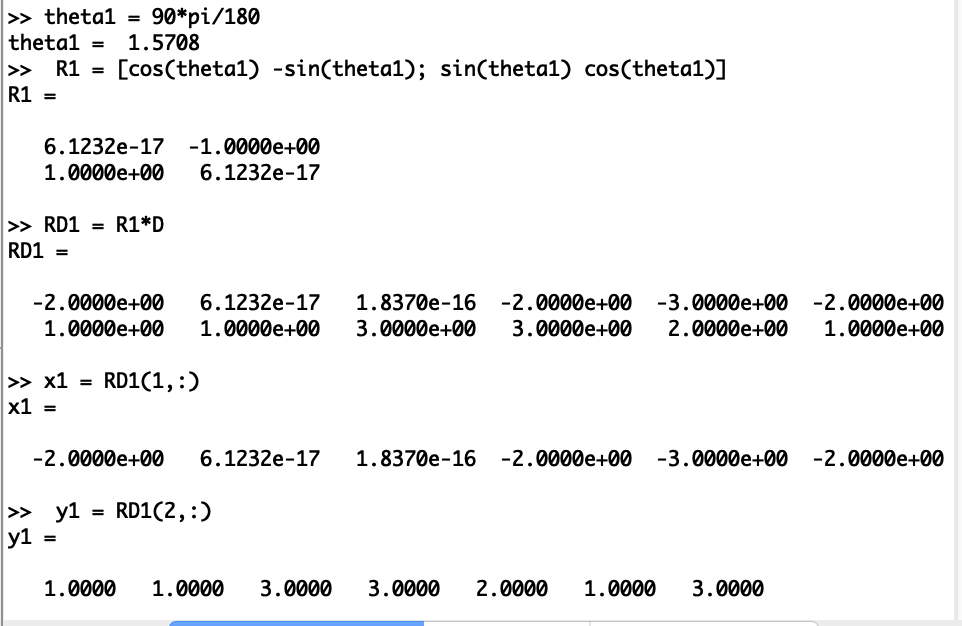 >> theta1 = 90*pi/180
theta1 =  1.5708
>>  R1 = [cos(theta1) -sin(theta1); sin(theta1) cos(theta1)]
R1 =
6.1232e-17  -1.0000e+00
1.0000e+00   6.1232e-17
>> RD1 = R1*D
RD1 =
-2.0000e+00   6.1232e-17   1.8370e-16  -2.0000e+00  -3.0000e+00  -2.0000e+00
1.0000e+00   1.0000e+00   3.0000e+00   3.0000e+00   2.0000e+00   1.0000e+00
>> x1 = RD1(1,:)
x1 =
-2.0000e+00   6.1232e-17   1.8370e-16  -2.0000e+00  -3.0000e+00  -2.0000e+00
>>  y1 = RD1(2,:)
y1 =
1.0000   1.0000   3.0000   3.0000   2.0000   1.0000   3.0000